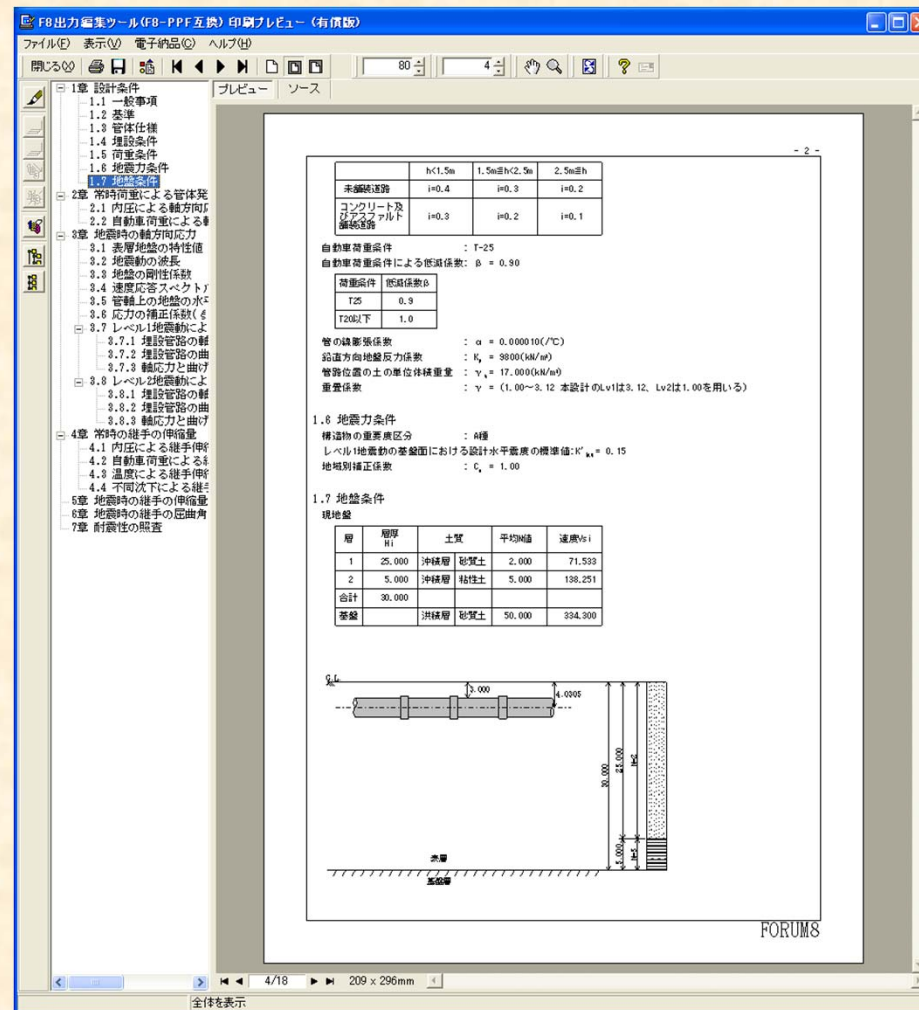 F8出力編集ツール(F8-PPF互換) 印刷プレビュー (有償版)
ファイル(F) 表示(V) 電子納品(C) ヘルプ(H)
閉じる(X) 80 4
プレビュー ソース
1章 設計条件
1.1 一般事項
1.2 基準
1.3 管体仕様
1.4 埋設条件
1.5 荷重条件
1.6 地震力条件
1.7 地盤条件
2章 常時荷重による管体発
2.1 内圧による軸方向応
2.2 自動車荷重による軸
3章 地震時の軸方向応力
3.1 表層地盤の特性値
3.2 地震動の波長
3.3 地盤の剛性係数
3.4 速度応答スペクトル
3.5 管軸上の地盤の水平
3.6 応力の補正係数(
3.7 レベル1地震動によ
3.7.1 埋設管路の軸
3.7.2 埋設管路の曲
3.7.3 軸応力と曲げ
3.8 レベル2地震動によ
3.8.1 埋設管路の軸
3.8.2 埋設管路の曲
3.8.3 軸応力と曲げ
4章 常時の継手の伸縮量
4.1 内圧による継手伸縮
4.2 自動車荷重による継
4.3 温度による継手伸縮
4.4 不同沈下による継手
5章 地震時の継手の伸縮量
6章 地震時の継手の屈曲角
7章 耐震性の照査
- 2 -
h<1.5m 1.5m≦h<2.5m 2.5m≦h
未舗装道路 i=0.4 i=0.3 i=0.2
コンクリート及
びアスファルト
舗装道路 i=0.3 i=0.2 i=0.1
自動車荷重条件 : T-25
自動車荷重条件による低減係数: β = 0.90
荷重条件 低減係数β
T25 0.9
T20以下 1.0
管の線膨張係数 : α = 0.000010(/℃)
鉛直方向地盤反力係数 : Kv = 9800(kN/m³)
管路位置の土の単位体積重量 : γs = 17.000(kN/m³)
重畳係数 : γ = (1.00～3.12 本設計のLv1は3.12、Lv2は1.00を用いる)
1.6 地震力条件
構造物の重要度区分 : A種
レベル1地震動の基盤面における設計水平震度の標準値:K'h1= 0.15
地域別補正係数 : Cz = 1.00
1.7 地盤条件
現地盤
層 層厚Hi 土質 平均N値 速度Vsi
1 25.000 沖積層 砂質土 2.000 71.533
2 5.000 沖積層 粘性土 5.000 138.251
合計 30.000
基盤 洪積層 砂質土 50.000 334.300
G.L
3.000
4.0305
30.000
25.000
N=2
5.000
N=5
表層
基盤層
FORUM8
4/18 209 x 296mm
全体を表示